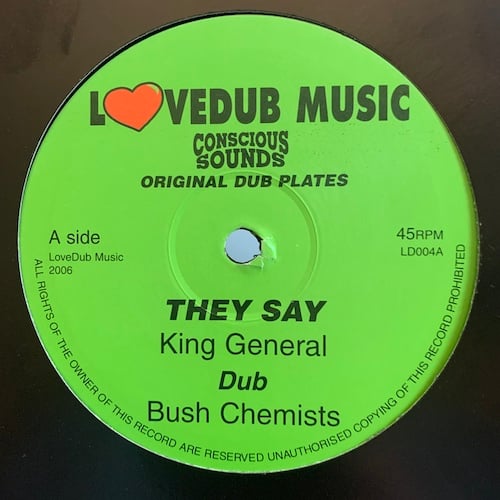 LOVEDUB MUSIC
CONSCIOUS
SOUNDS
ORIGINAL DUB PLATES
A side
LoveDub Music
2006
45RPM
LD004A
THEY SAY
King General
Dub
Bush Chemists
ALL RIGHTS OF THE OWNER OF THIS RECORD ARE RESERVED UNAUTHORISED COPYING OF THIS RECORD PROHIBITED